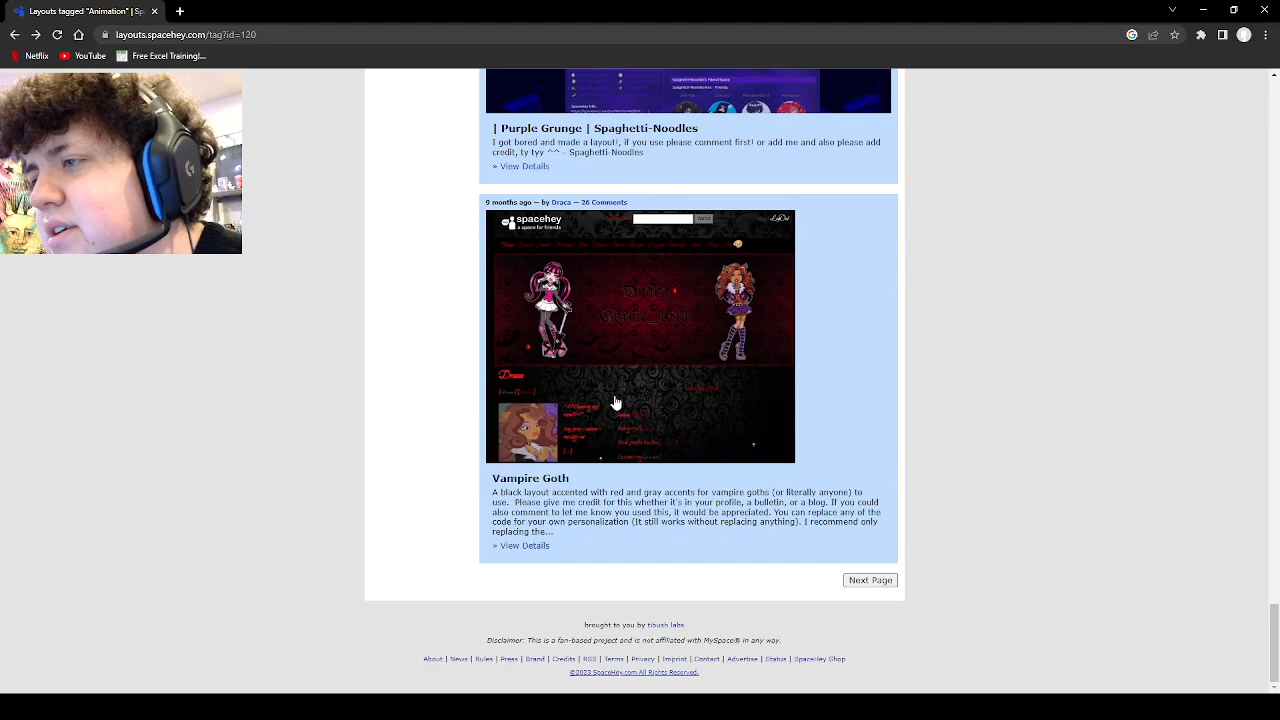 Layouts tagged "Animation" | Sp
layouts.spacehey.com/tag?id=120
Netflix
YouTube
Free Excel Training!...
| Purple Grunge | Spaghetti-Noodles
I got bored and made a layout!, if you use please comment first! or add me and also please add
credit, ty tyy ^^ - Spaghetti-Noodles
» View Details
9 months ago — by Draca — 26 Comments
spacehey
a space for friends
LogOut
Draca
Vampire Goth
A black layout accented with red and gray accents for vampire goths (or literally anyone) to
use. Please give me credit for this whether it's in your profile, a bulletin, or a blog. If you could
also comment to let me know you used this, it would be appreciated. You can replace any of
the code for your own personalization (It still works without replacing anything). I recommend only
replacing the...
» View Details
Next Page
brought to you by tibush labs
Disclaimer: This is a fan-based project and is not affiliated with MySpace® in any way.
About | News | Rules | Press | Brand | Credits | RSS | Terms | Privacy | Imprint | Contact | Advertise | Status | SpaceHey Shop
©2023 SpaceHey.com All Rights Reserved.